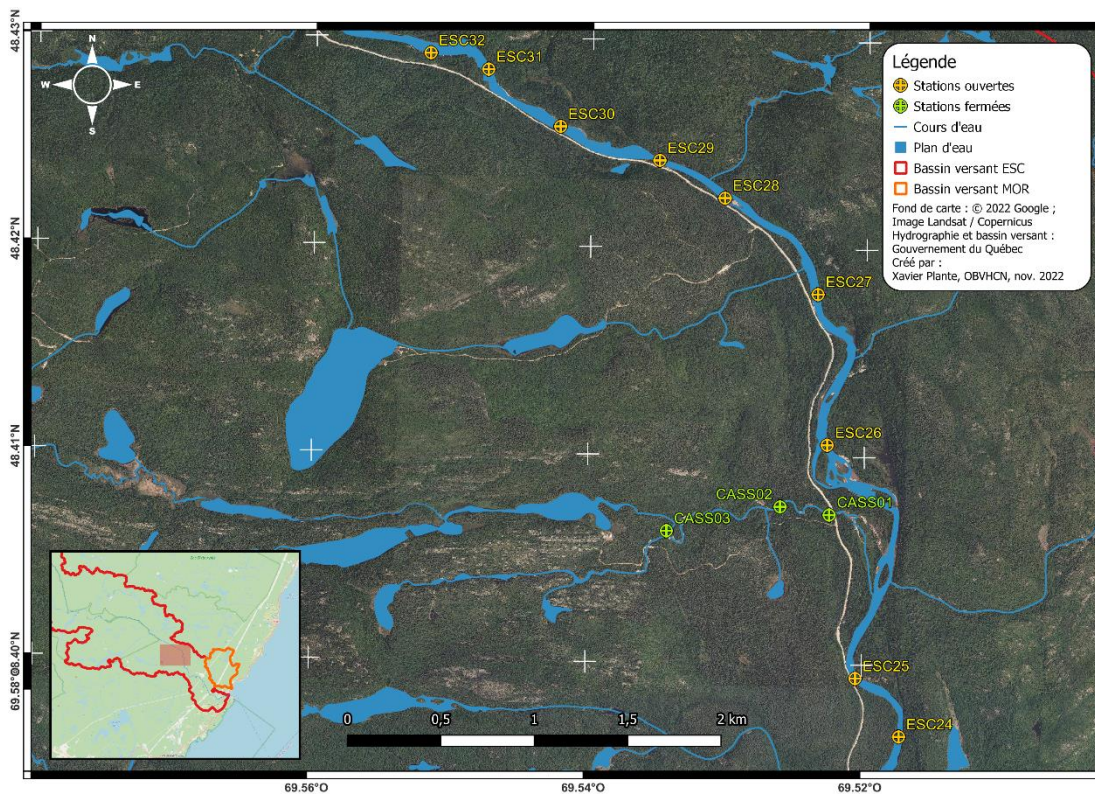 48.43°N
48.42°N
48.41°N
48.40°N
69.58°O
69.56°O
69.54°O
69.52°O
N
W
E
S
ESC32
ESC31
ESC30
ESC29
ESC28
ESC27
ESC26
CASS02
CASS01
CASS03
ESC25
ESC24
0
0,5
1
1,5
2 km
Légende
Stations ouvertes
Stations fermées
Cours d'eau
Plan d'eau
Bassin versant ESC
Bassin versant MOR
Fond de carte : © 2022 Google ;
Image Landsat / Copernicus
Hydrographie et bassin versant :
Gouvernement du Québec
Créé par :
Xavier Plante, OBVHCN, nov. 2022